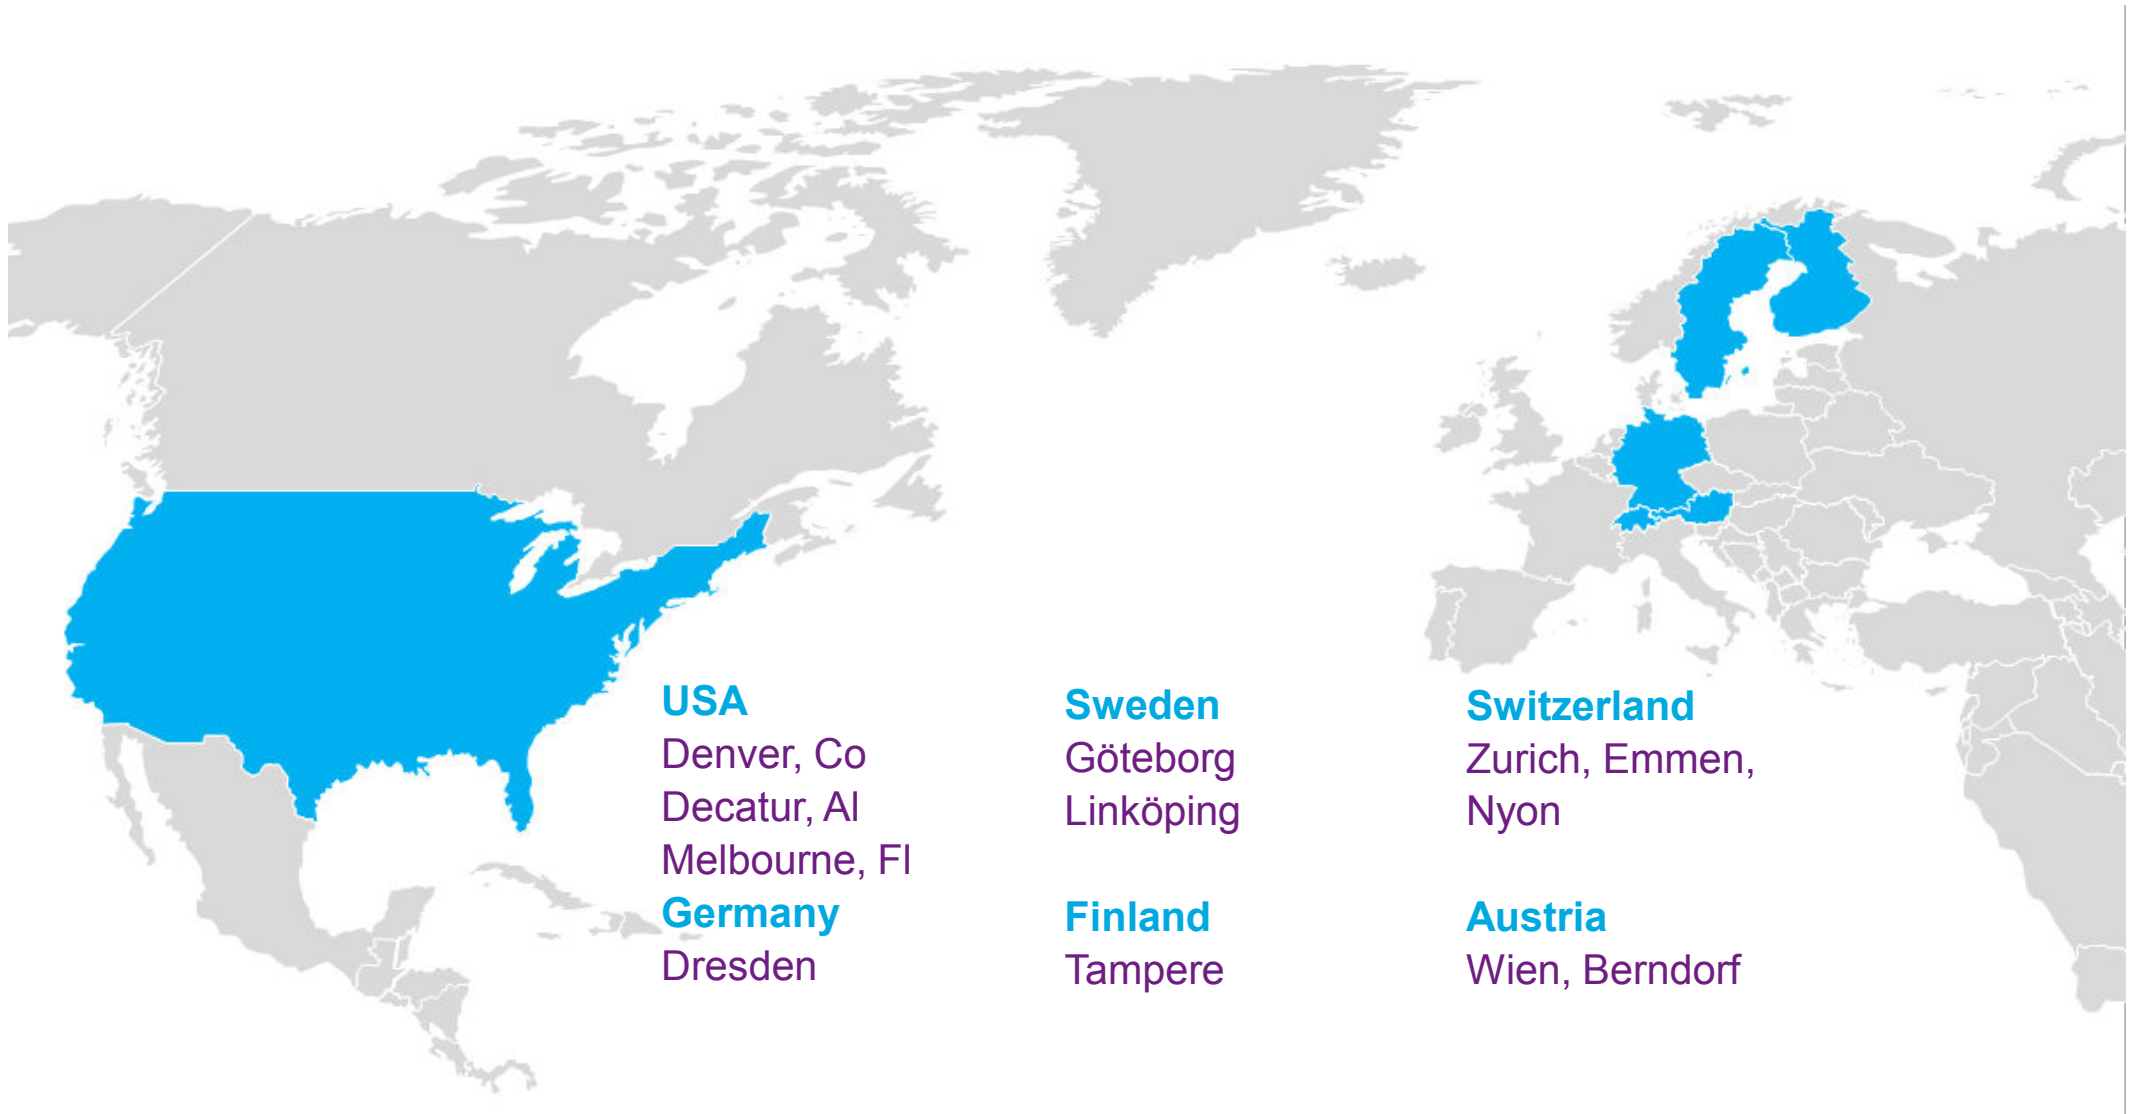 USA
Denver, Co
Decatur, Al
Melbourne, Fl
Germany
Dresden
Sweden
Göteborg
Linköping
Finland
Tampere
Switzerland
Zurich, Emmen,
Nyon
Austria
Wien, Berndorf